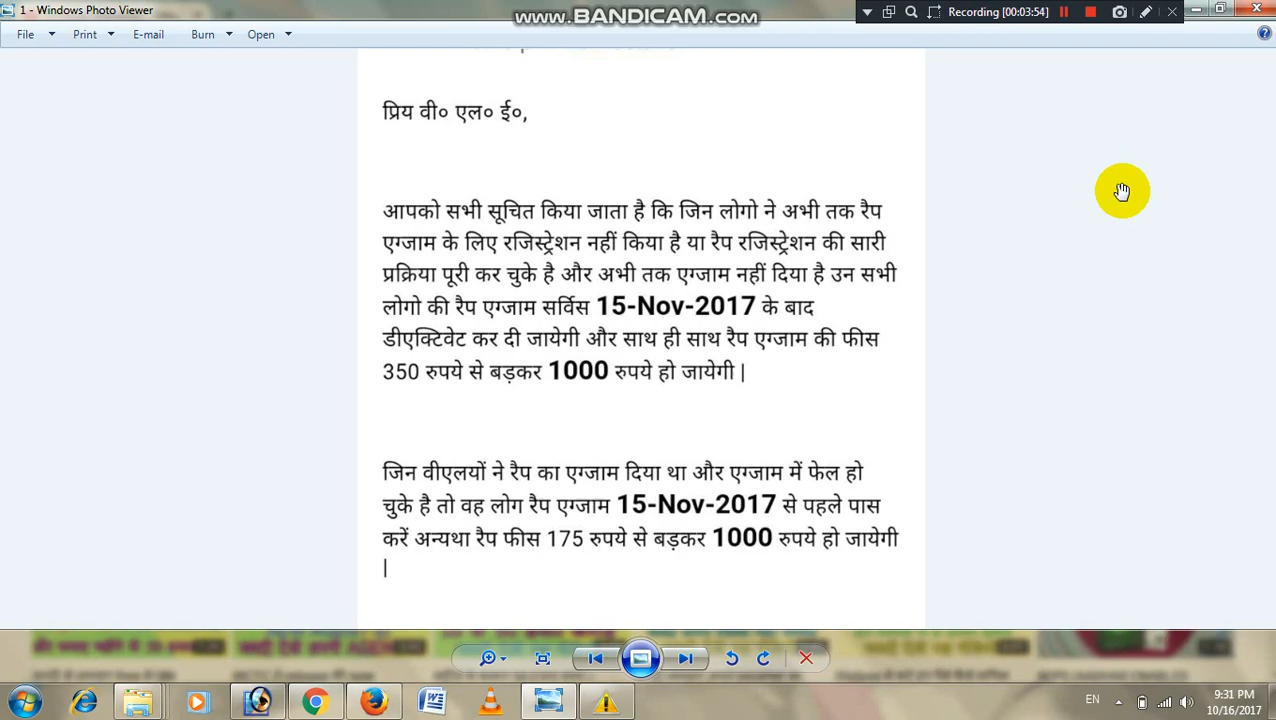 1 - Windows Photo Viewer
www.BANDICAM.com
Recording [00:03:54]
File Print E-mail Burn Open
प्रिय वी० एल० ई०,
आपको सभी सूचित किया जाता है कि जिन लोगो ने अभी तक रैप
एग्जाम के लिए रजिस्ट्रेशन नहीं किया है या रैप रजिस्ट्रेशन की सारी
प्रक्रिया पूरी कर चुके है और अभी तक एग्जाम नहीं दिया है उन सभी
लोगो की रैप एग्जाम सर्विस 15-Nov-2017 के बाद
डीएक्टिवेट कर दी जायेगी और साथ ही साथ रैप एग्जाम की फीस
350 रुपये से बड़कर 1000 रुपये हो जायेगी |
जिन वीएलयों ने रैप का एग्जाम दिया था और एग्जाम में फेल हो
चुके है तो वह लोग रैप एग्जाम 15-Nov-2017 से पहले पास
करें अन्यथा रैप फीस 175 रुपये से बड़कर 1000 रुपये हो जायेगी
|
EN
9:31 PM
10/16/2017